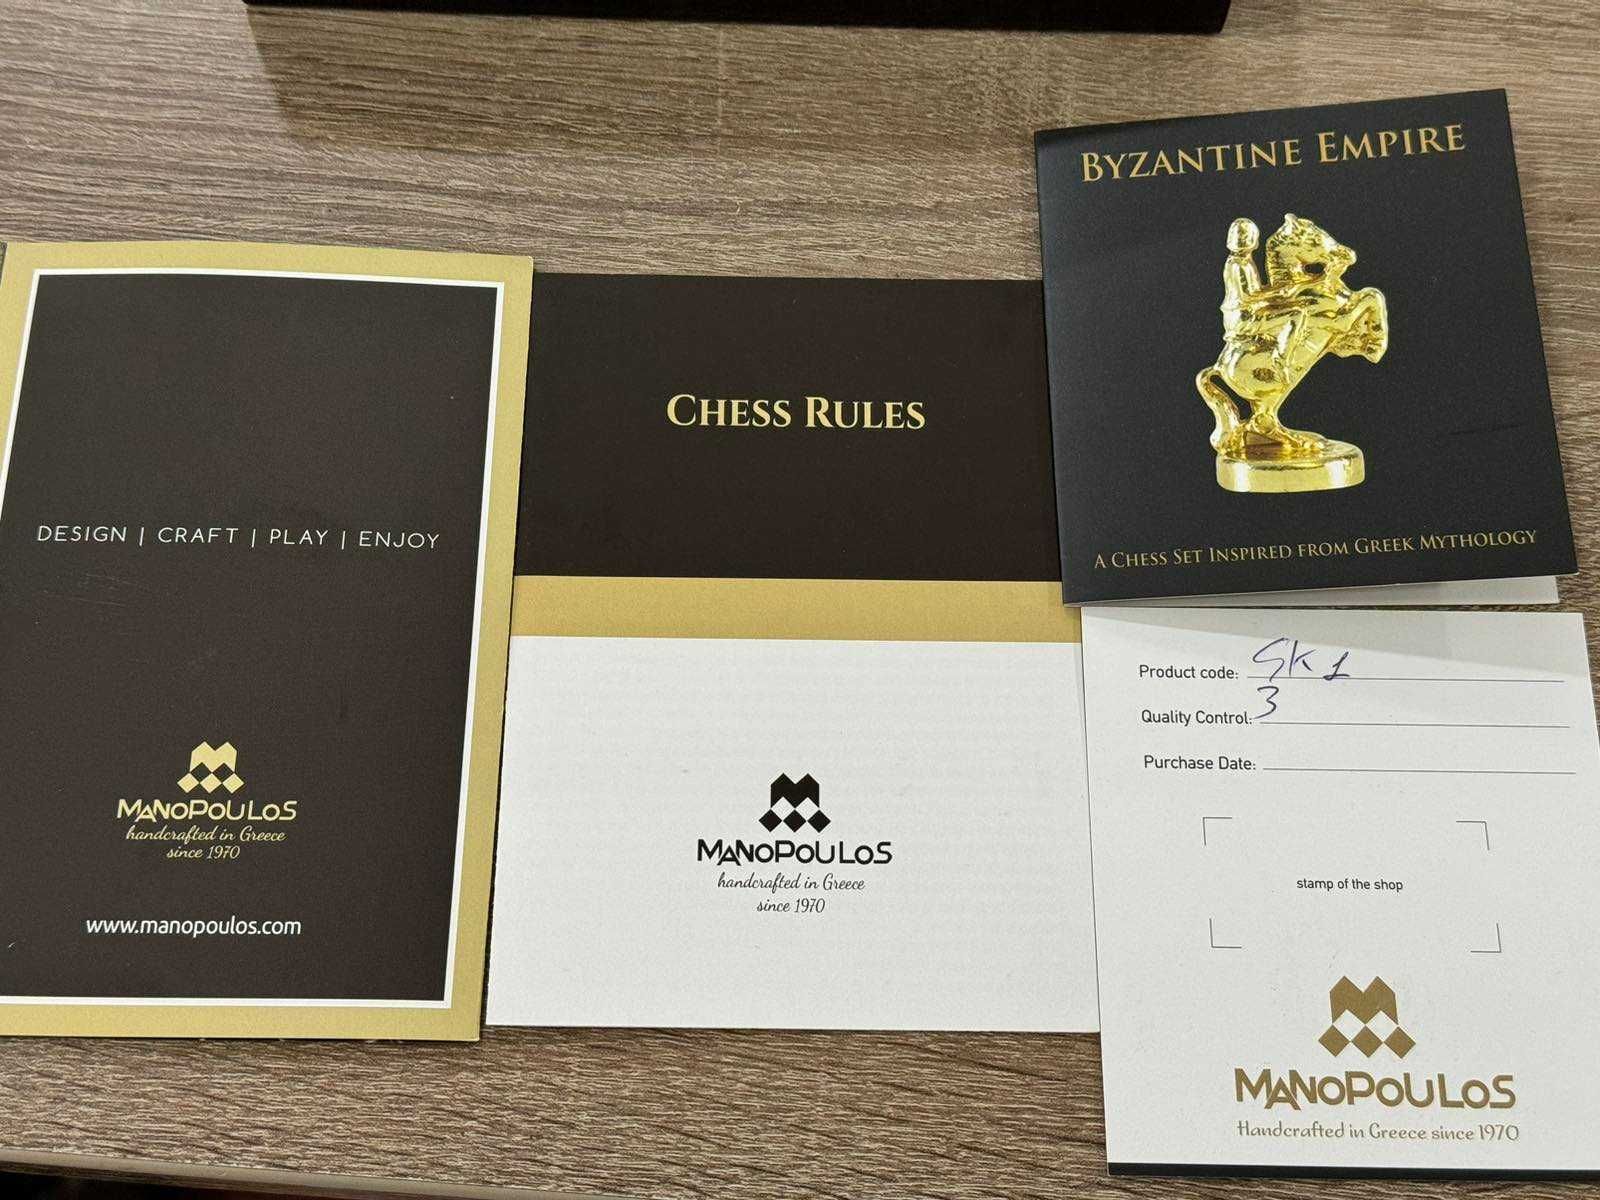 DESIGN | CRAFT | PLAY | ENJOY
MANOPOULOS
handcrafted in Greece
since 1970
www.manopoulos.com
CHESS RULES
MANOPOULOS
handcrafted in Greece
since 1970
BYZANTINE EMPIRE
A CHESS SET INSPIRED FROM GREEK MYTHOLOGY
Product code: SK1
Quality Control: 3
Purchase Date:
stamp of the shop
MANOPOULOS
Handcrafted in Greece since 1970